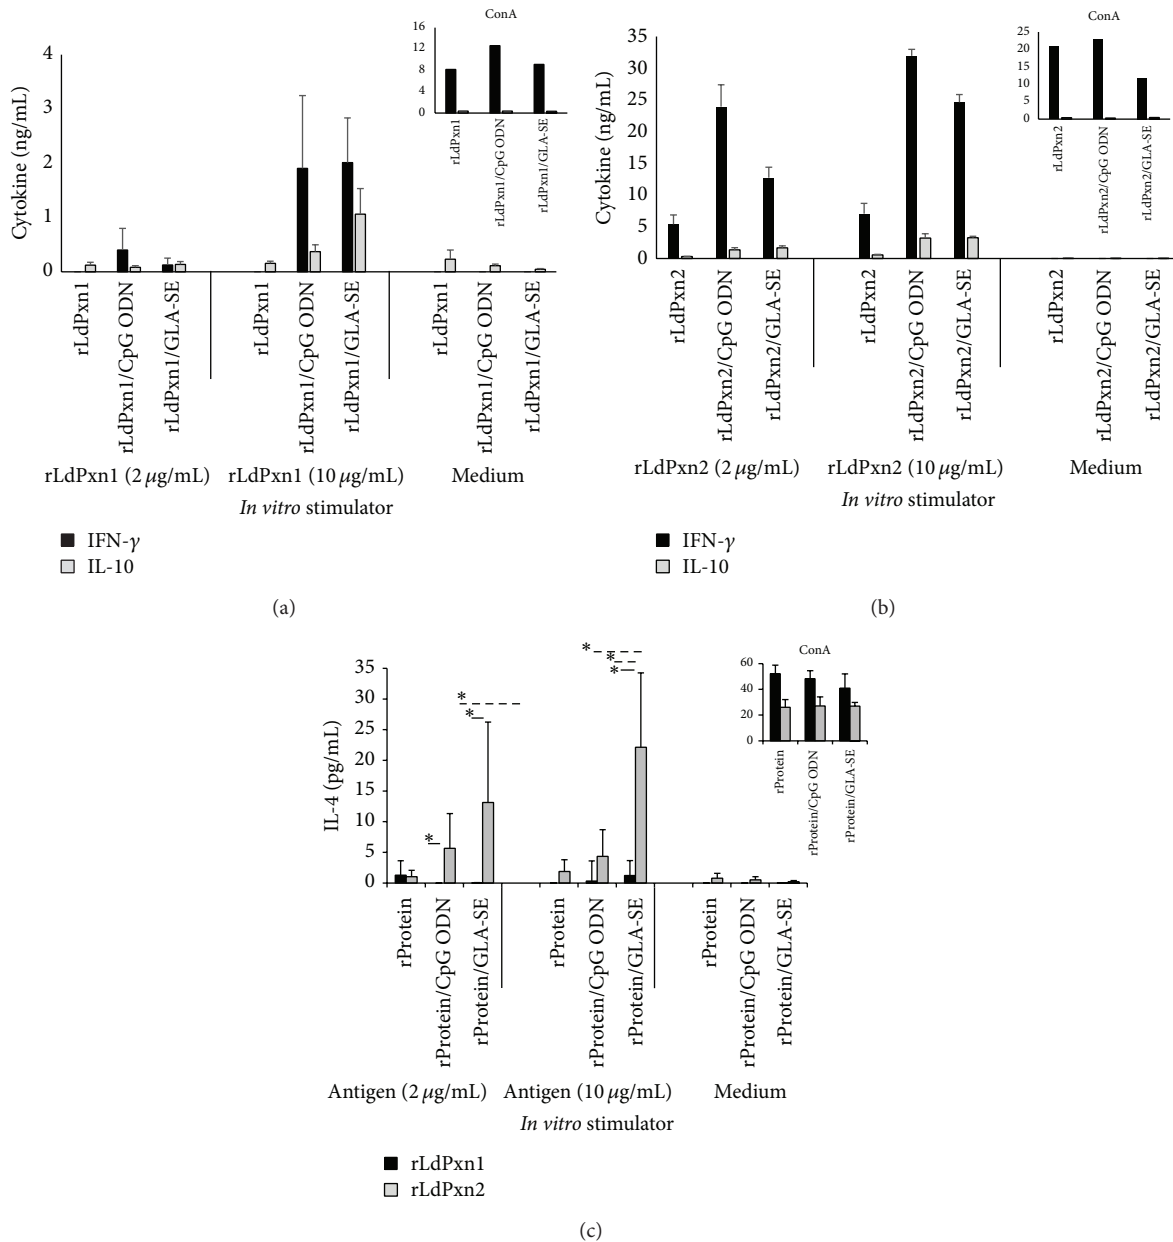 ConA
16
12
8
4
0
rLdPxn1
rLdPxn1/CpG ODN
rLdPxn1/GLA-SE
Cytokine (ng/mL)
4
3
2
1
0
rLdPxn1
rLdPxn1/CpG ODN
rLdPxn1/GLA-SE
rLdPxn1
rLdPxn1/CpG ODN
rLdPxn1/GLA-SE
rLdPxn1
rLdPxn1/CpG ODN
rLdPxn1/GLA-SE
rLdPxn1 (2 μg/mL)
rLdPxn1 (10 μg/mL)
Medium
In vitro stimulator
IFN-γ
IL-10
(a)
ConA
25
20
15
10
5
0
rLdPxn2
rLdPxn2/CpG ODN
rLdPxn2/GLA-SE
Cytokine (ng/mL)
35
30
25
20
15
10
5
0
rLdPxn2
rLdPxn2/CpG ODN
rLdPxn2/GLA-SE
rLdPxn2
rLdPxn2/CpG ODN
rLdPxn2/GLA-SE
rLdPxn2
rLdPxn2/CpG ODN
rLdPxn2/GLA-SE
rLdPxn2 (2 μg/mL)
rLdPxn2 (10 μg/mL)
Medium
In vitro stimulator
IFN-γ
IL-10
(b)
ConA
60
40
20
0
rProtein
rProtein/CpG ODN
rProtein/GLA-SE
IL-4 (pg/mL)
35
30
25
20
15
10
5
0
*
*
*
*
*
*
rProtein
rProtein/CpG ODN
rProtein/GLA-SE
rProtein
rProtein/CpG ODN
rProtein/GLA-SE
rProtein
rProtein/CpG ODN
rProtein/GLA-SE
Antigen (2 μg/mL)
Antigen (10 μg/mL)
Medium
In vitro stimulator
rLdPxn1
rLdPxn2
(c)